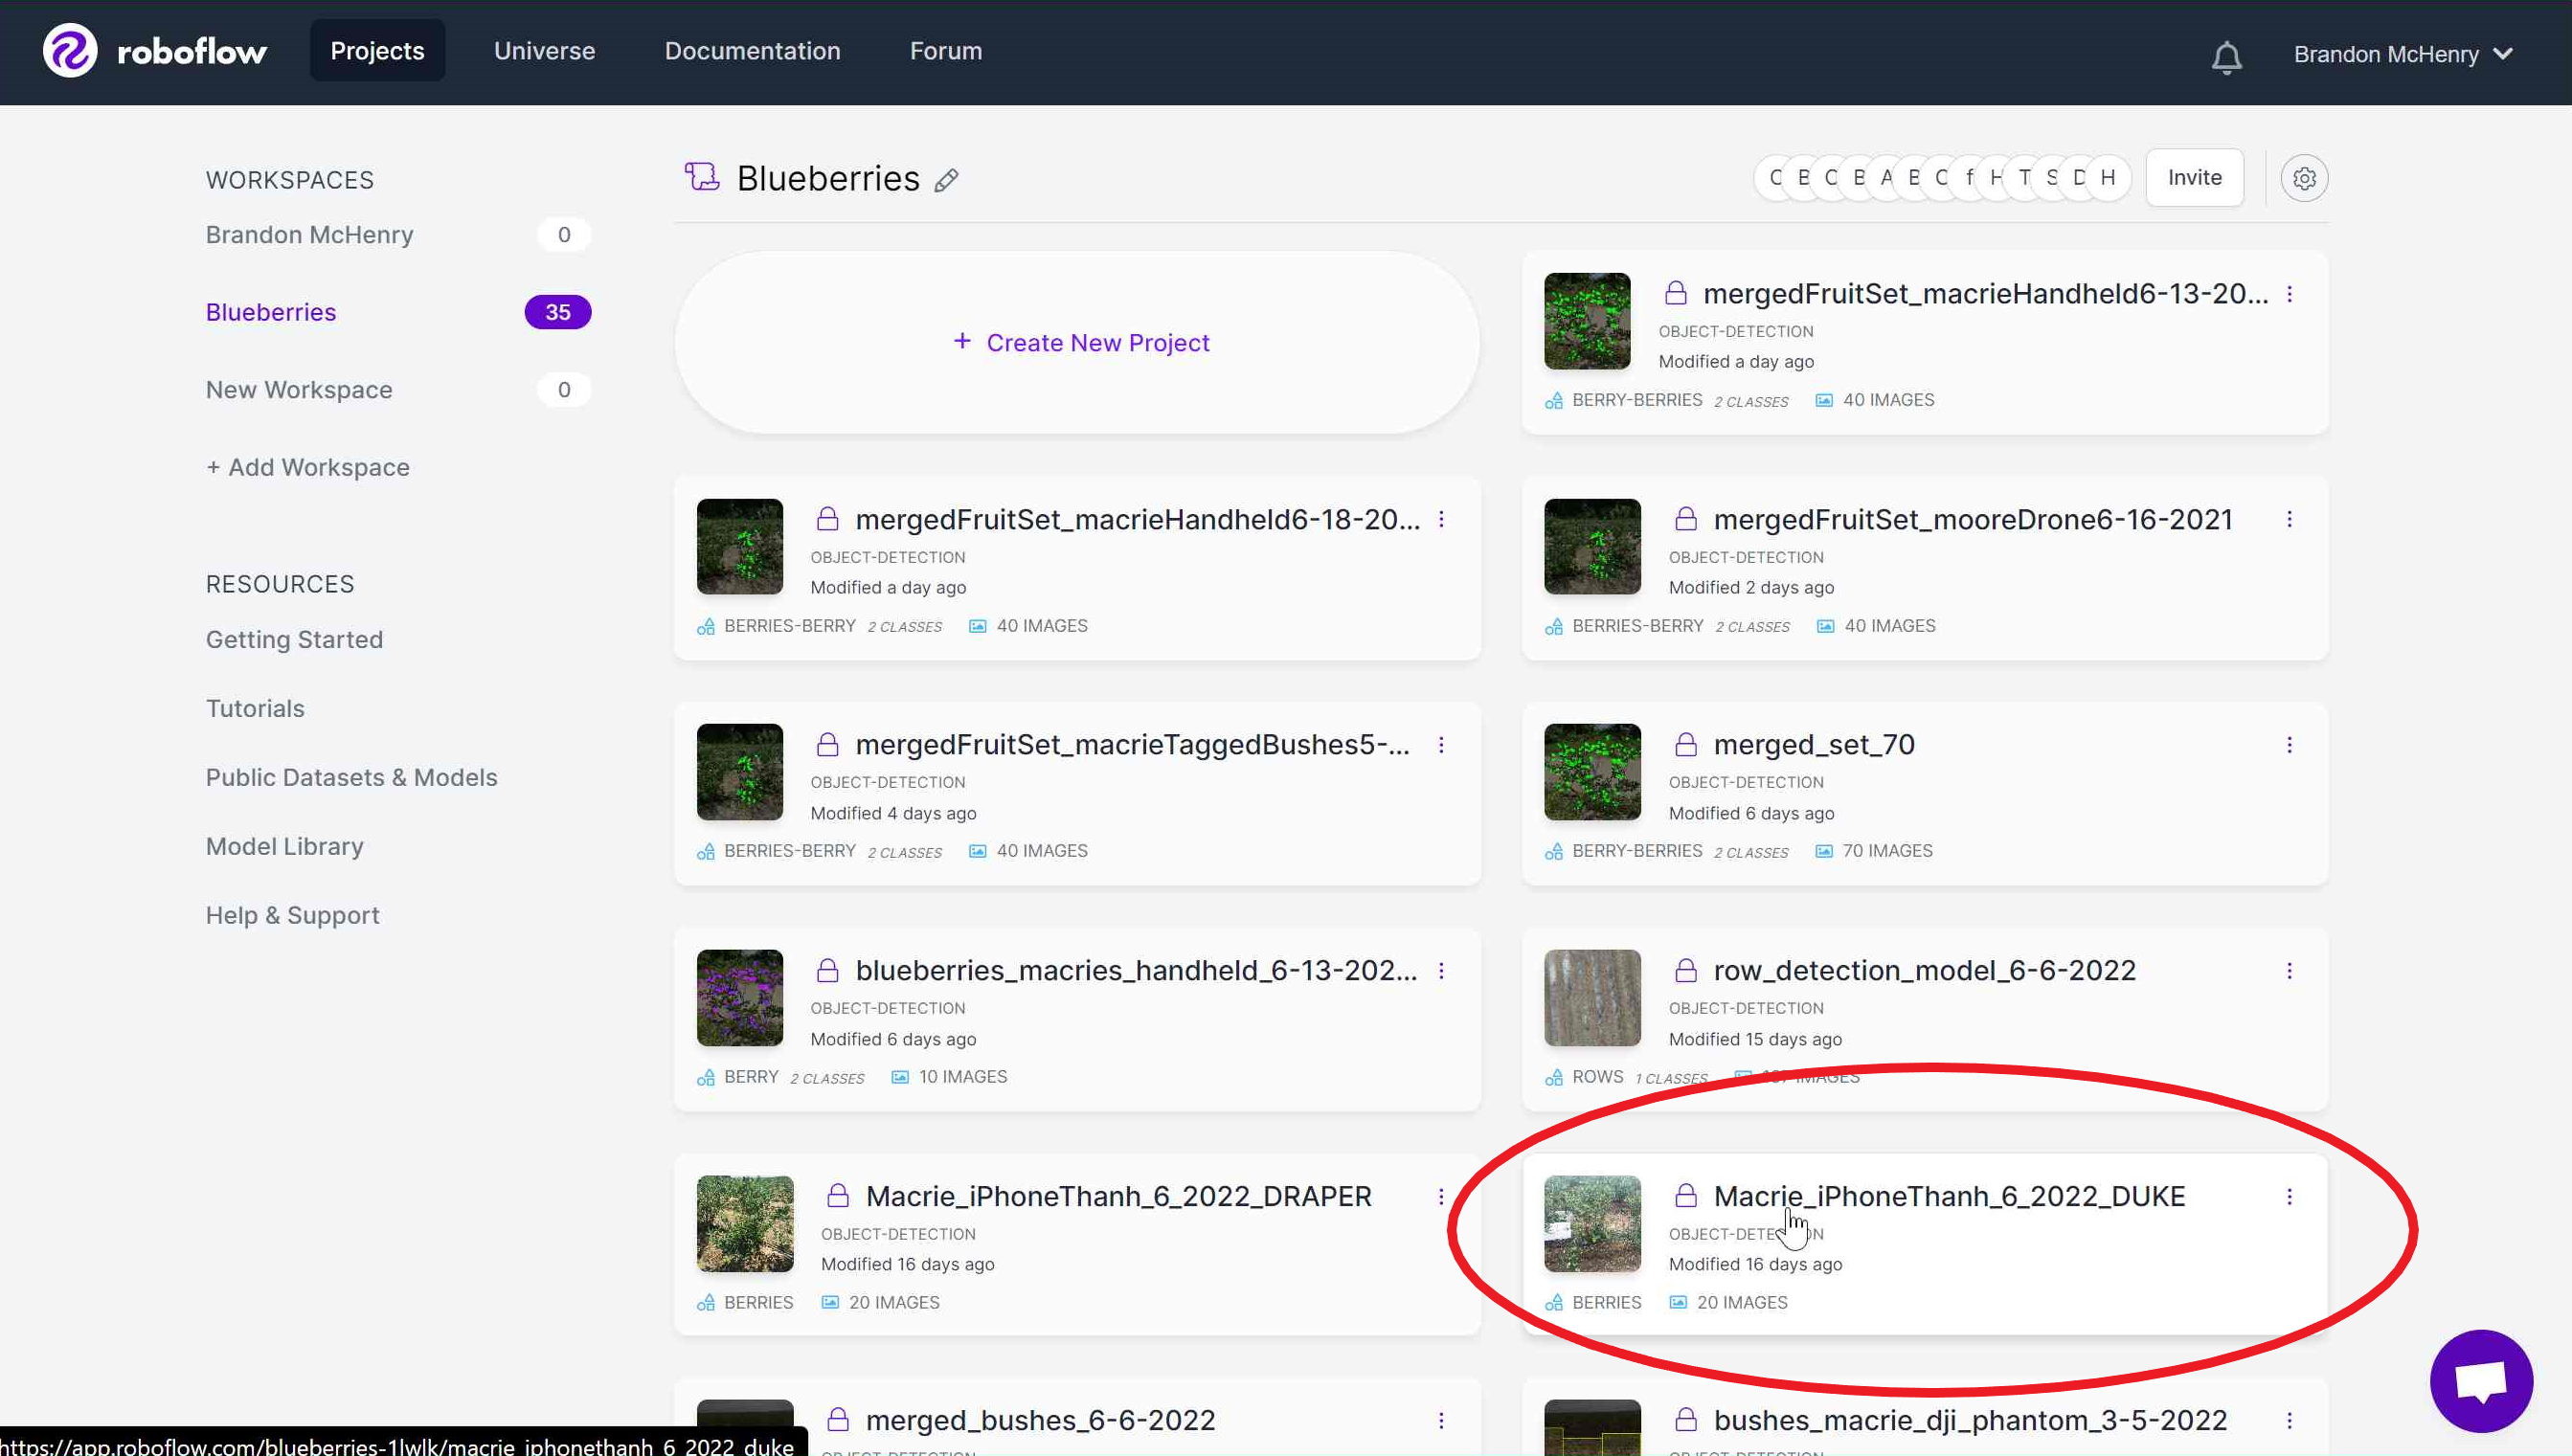 roboflow
Projects
Universe
Documentation
Forum
Brandon McHenry
WORKSPACES
Brandon McHenry 0
Blueberries 35
New Workspace 0
+ Add Workspace
RESOURCES
Getting Started
Tutorials
Public Datasets & Models
Model Library
Help & Support
Blueberries
C B C B A B C f H T S D H
Invite
+ Create New Project
mergedFruitSet_macrieHandheld6-13-20...
OBJECT-DETECTION
Modified a day ago
BERRY-BERRIES 2 CLASSES 40 IMAGES
mergedFruitSet_macrieHandheld6-18-20...
OBJECT-DETECTION
Modified a day ago
BERRIES-BERRY 2 CLASSES 40 IMAGES
mergedFruitSet_mooreDrone6-16-2021
OBJECT-DETECTION
Modified 2 days ago
BERRIES-BERRY 2 CLASSES 40 IMAGES
mergedFruitSet_macrieTaggedBushes5-...
OBJECT-DETECTION
Modified 4 days ago
BERRIES-BERRY 2 CLASSES 40 IMAGES
merged_set_70
OBJECT-DETECTION
Modified 6 days ago
BERRY-BERRIES 2 CLASSES 70 IMAGES
blueberries_macries_handheld_6-13-202...
OBJECT-DETECTION
Modified 6 days ago
BERRY 2 CLASSES 10 IMAGES
row_detection_model_6-6-2022
OBJECT-DETECTION
Modified 15 days ago
ROWS 1 CLASSES IMAGES
Macrie_iPhoneThanh_6_2022_DRAPER
OBJECT-DETECTION
Modified 16 days ago
BERRIES 20 IMAGES
Macrie_iPhoneThanh_6_2022_DUKE
OBJECT-DETECTION
Modified 16 days ago
BERRIES 20 IMAGES
merged_bushes_6-6-2022
OBJECT-DETECTION
bushes_macrie_dji_phantom_3-5-2022
OBJECT-DETECTION
https://app.roboflow.com/blueberries-1lwlk/macrie_iphonethanh_6_2022_duke